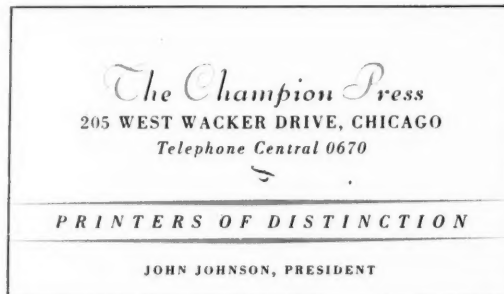 The Champion Press
205 WEST WACKER DRIVE, CHICAGO
Telephone Central 0670
PRINTERS OF DISTINCTION
JOHN JOHNSON, PRESIDENT